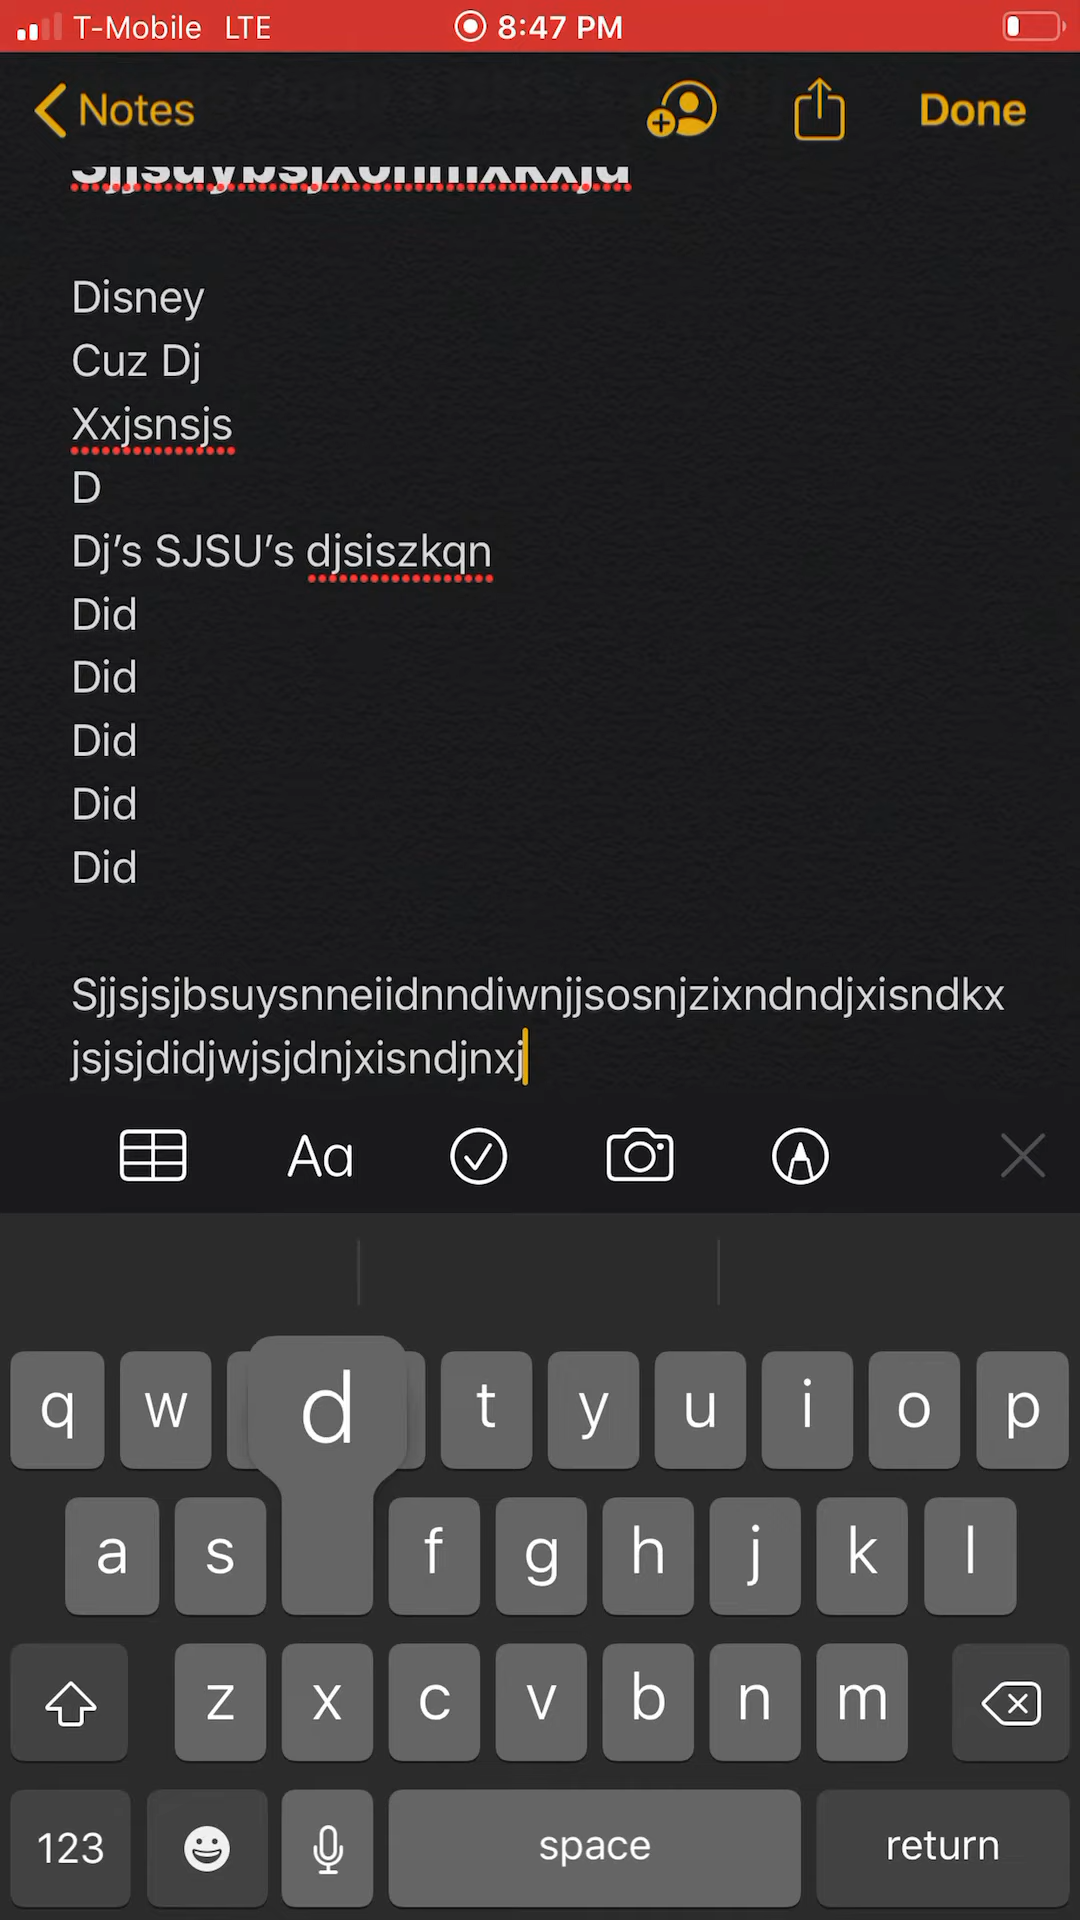 T-Mobile LTE 8:47 PM
Notes Done
Disney
Cuz Dj
Xxjsnsjs
D
Dj’s SJSU’s djsiszkqn
Did
Did
Did
Did
Did
Sjjsjsjbsuysnneiidnndiwnjjsosnjzixndndjxisndkx
jsjsjdidjwjsjdnjxisndjnxj
Aa
d
q w t y u i o p
a s f g h j k l
z x c v b n m
123 space return